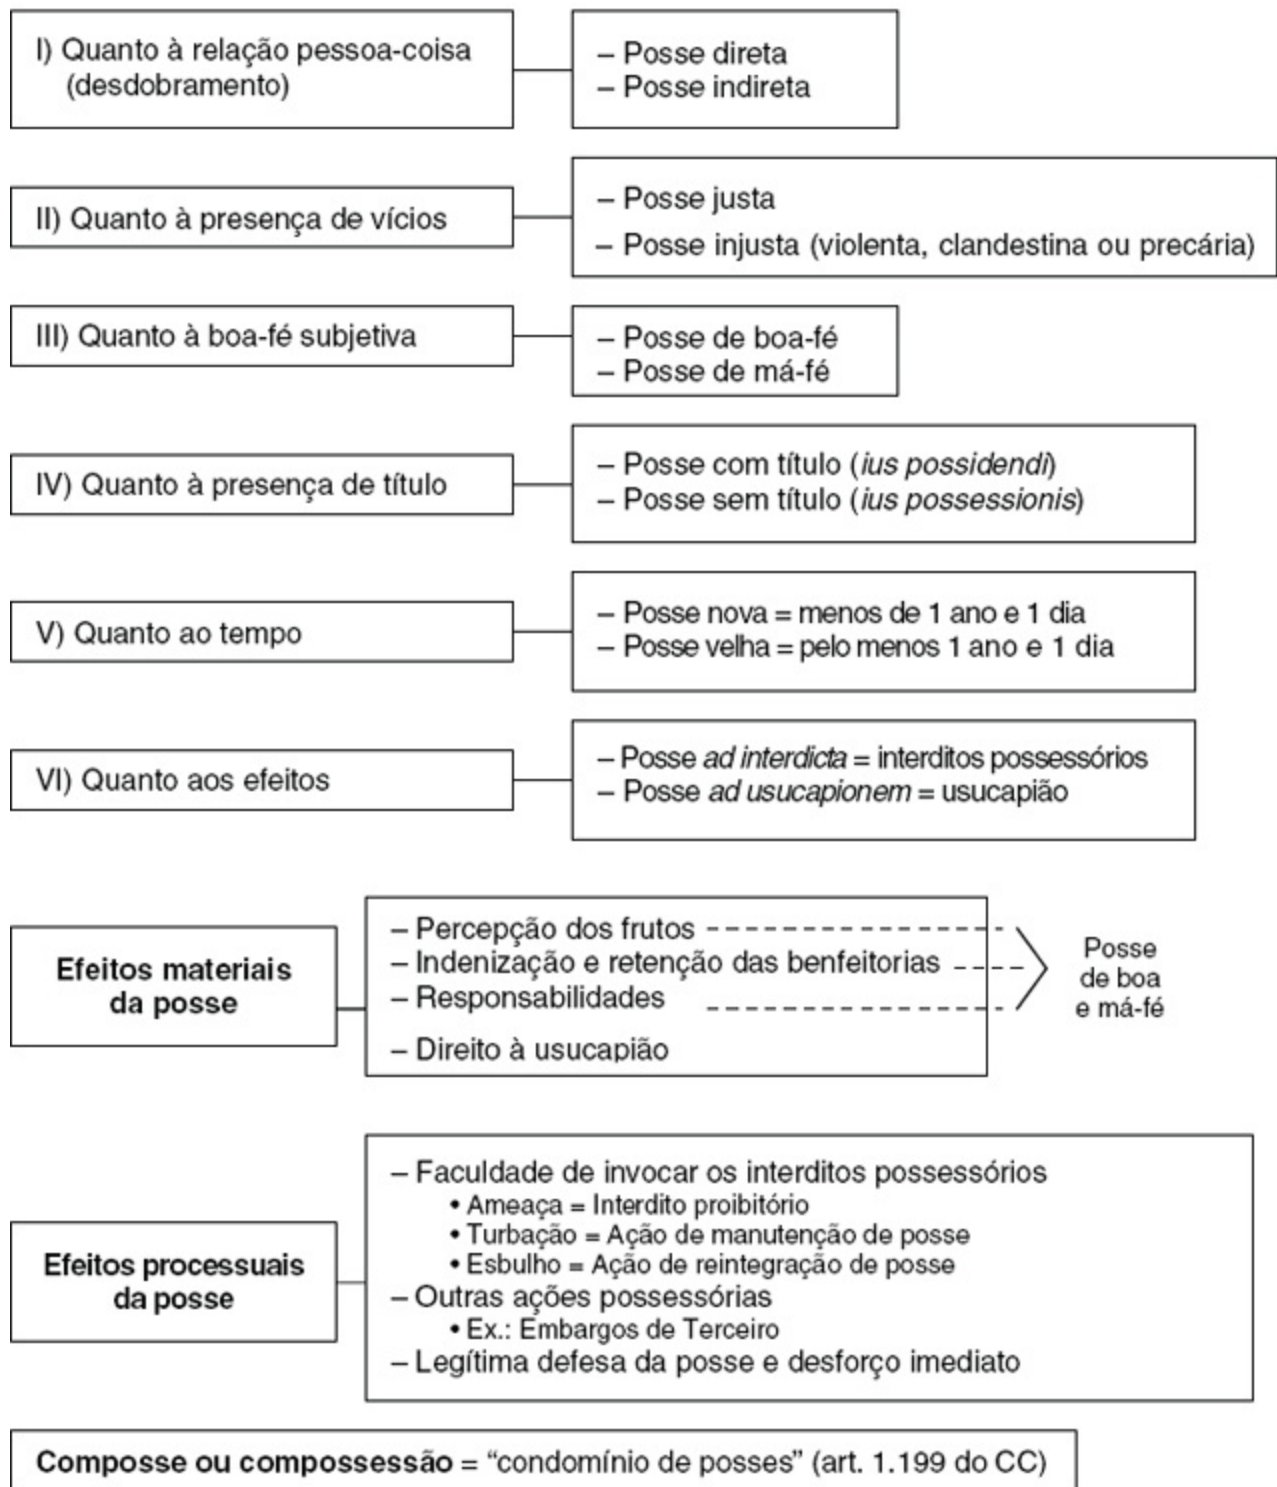 I) Quanto à relação pessoa-coisa
(desdobramento)
– Posse direta
– Posse indireta
II) Quanto à presença de vícios
– Posse justa
– Posse injusta (violenta, clandestina ou precária)
III) Quanto à boa-fé subjetiva
– Posse de boa-fé
– Posse de má-fé
IV) Quanto à presença de título
– Posse com título (ius possidendi)
– Posse sem título (ius possessionis)
V) Quanto ao tempo
– Posse nova = menos de 1 ano e 1 dia
– Posse velha = pelo menos 1 ano e 1 dia
VI) Quanto aos efeitos
– Posse ad interdicta = interditos possessórios
– Posse ad usucapionem = usucapião
Efeitos materiais
da posse
– Percepção dos frutos
– Indenização e retenção das benfeitorias
– Responsabilidades
– Direito à usucapião
Posse
de boa
e má-fé
Efeitos processuais
da posse
– Faculdade de invocar os interditos possessórios
• Ameaça = Interdito proibitório
• Turbação = Ação de manutenção de posse
• Esbulho = Ação de reintegração de posse
– Outras ações possessórias
• Ex.: Embargos de Terceiro
– Legítima defesa da posse e desforço imediato
Composse ou compossessão = “condomínio de posses” (art. 1.199 do CC)